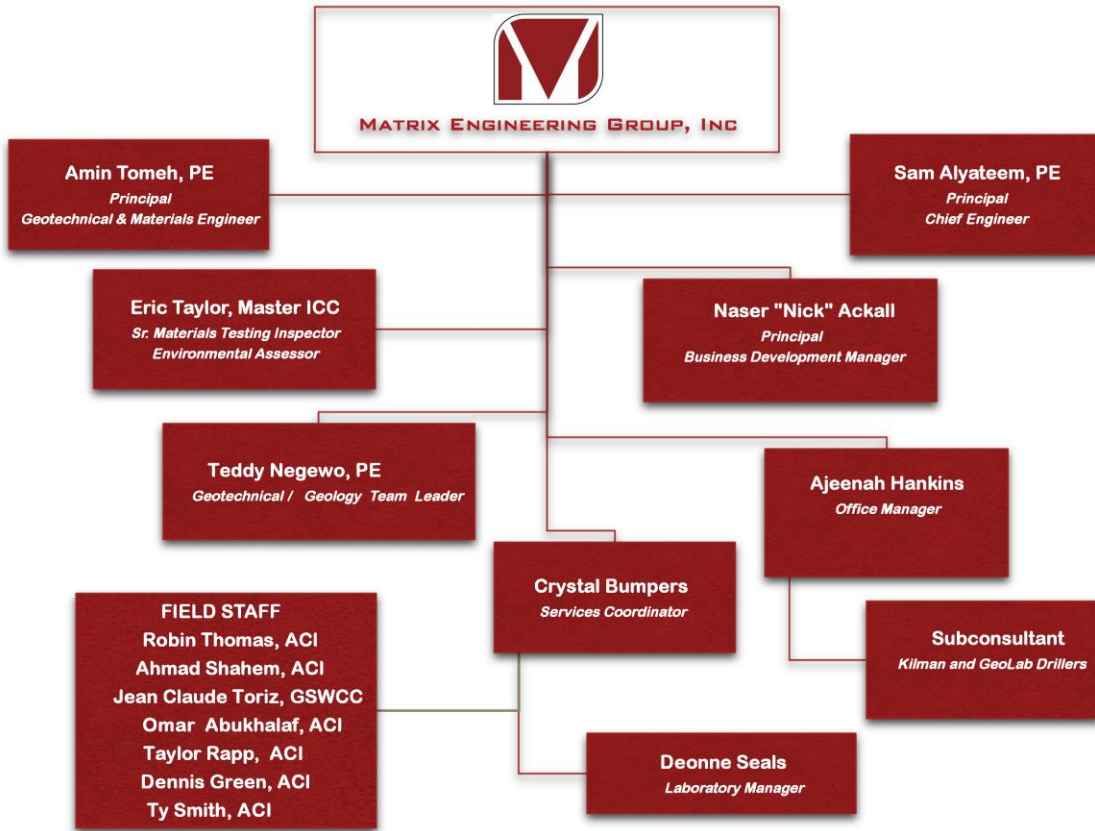 MATRIX ENGINEERING GROUP, INC
Amin Tomeh, PE
Principal
Geotechnical & Materials Engineer
Sam Alyateem, PE
Principal
Chief Engineer
Eric Taylor, Master ICC
Sr. Materials Testing Inspector
Environmental Assessor
Naser "Nick" Ackall
Principal
Business Development Manager
Teddy Negewo, PE
Geotechnical / Geology Team Leader
Ajeenah Hankins
Office Manager
Crystal Bumpers
Services Coordinator
FIELD STAFF
Robin Thomas, ACI
Ahmad Shahem, ACI
Jean Claude Toriz, GSWCC
Omar Abukhalaf, ACI
Taylor Rapp, ACI
Dennis Green, ACI
Ty Smith, ACI
Subconsultant
Kilman and GeoLab Drillers
Deonne Seals
Laboratory Manager